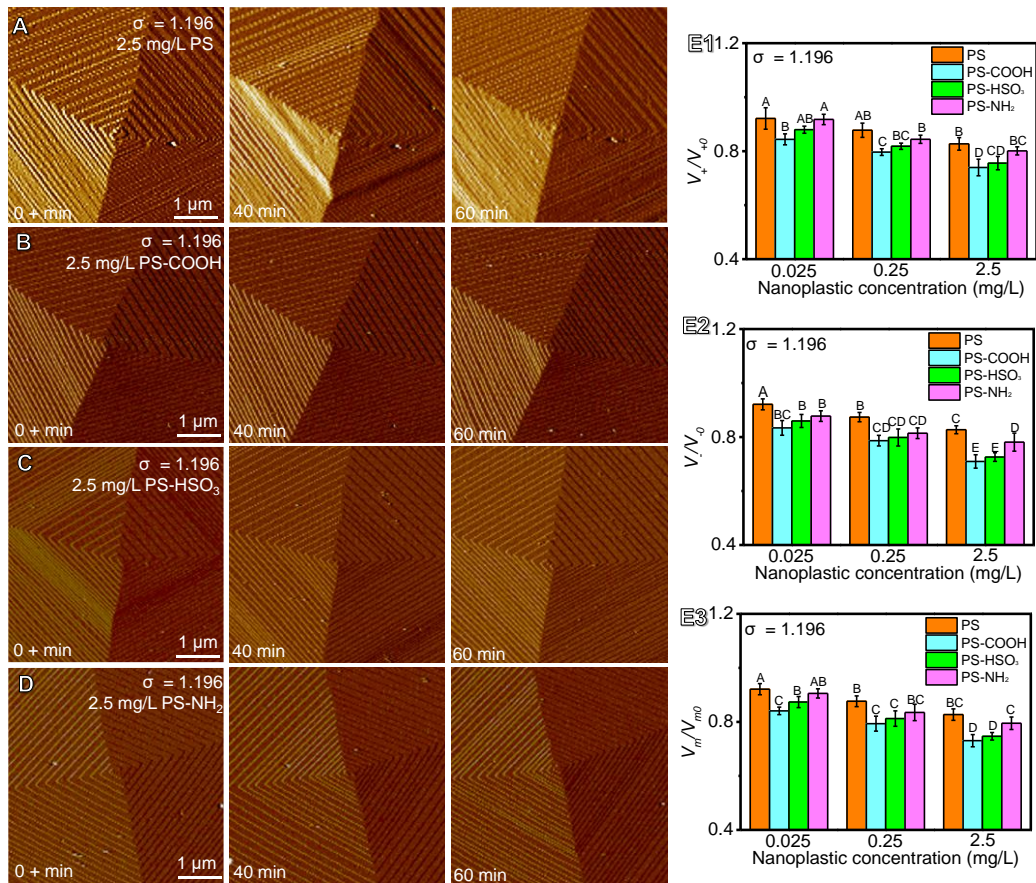 A
σ = 1.196
2.5 mg/L PS
0 + min
1 µm
40 min
60 min
B
σ = 1.196
2.5 mg/L PS-COOH
0 + min
1 µm
40 min
60 min
C
σ = 1.196
2.5 mg/L PS-HSO₃
0 + min
1 µm
40 min
60 min
D
σ = 1.196
2.5 mg/L PS-NH₂
0 + min
1 µm
40 min
60 min
E1
σ = 1.196
PS
PS-COOH
PS-HSO₃
PS-NH₂
1.2
0.8
0.4
V₊/V₊₀
A B AB A
AB C BC B
B D CD BC
0.025 0.25 2.5
Nanoplastic concentration (mg/L)
E2
σ = 1.196
PS
PS-COOH
PS-HSO₃
PS-NH₂
1.2
0.8
0.4
V₋/V₋₀
A BC B B
B CD CD CD
C E E D
0.025 0.25 2.5
Nanoplastic concentration (mg/L)
E3
σ = 1.196
PS
PS-COOH
PS-HSO₃
PS-NH₂
1.2
0.8
0.4
Vₘ/Vₘ₀
A C B AB
B C C BC
BC D D C
0.025 0.25 2.5
Nanoplastic concentration (mg/L)